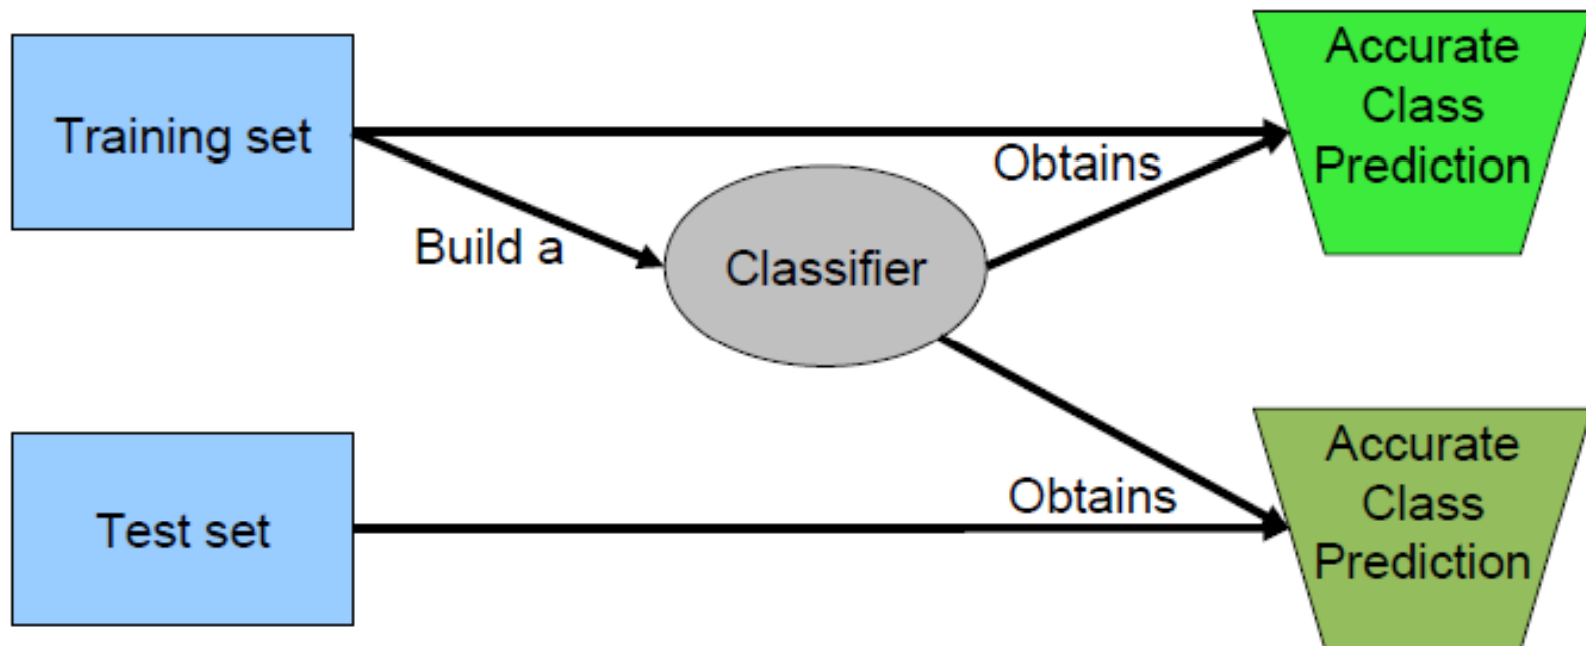 Training set
Build a
Classifier
Obtains
Accurate
Class
Prediction
Test set
Obtains
Accurate
Class
Prediction